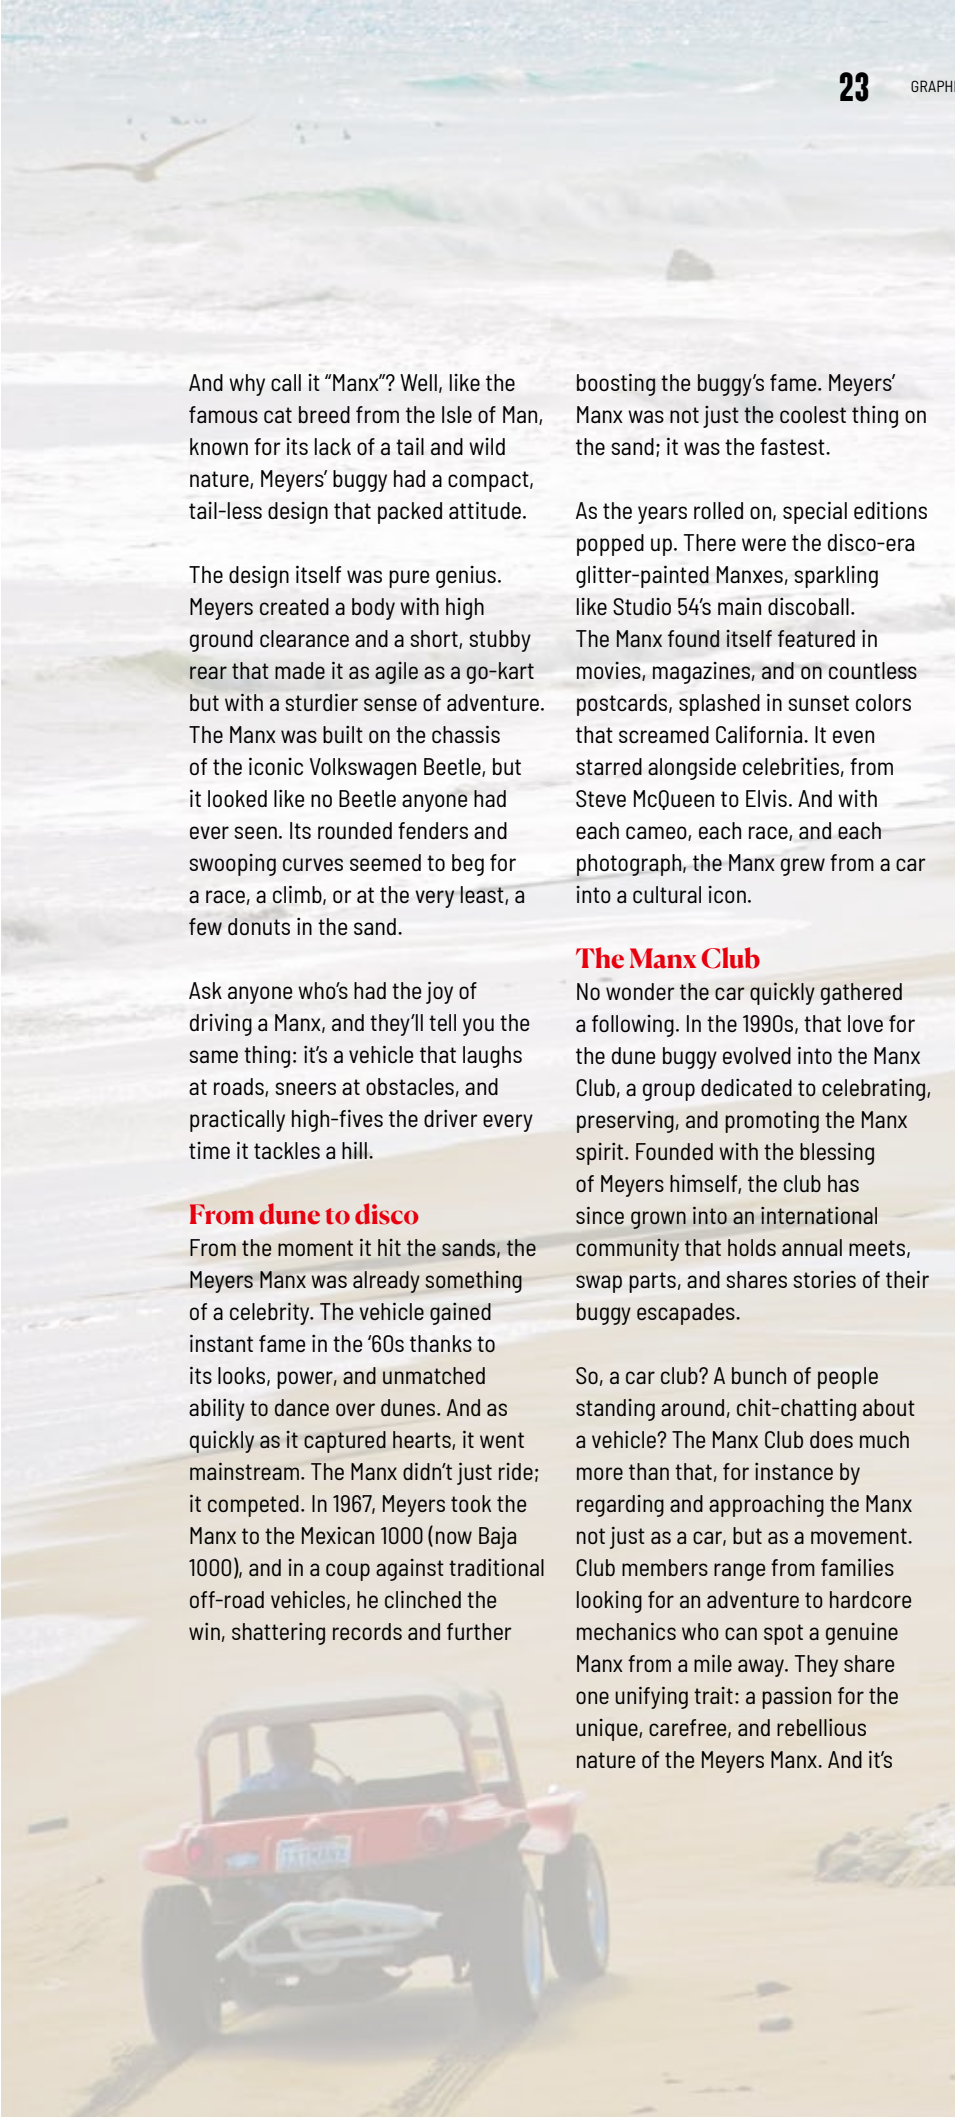 23
GRAPHI
And why call it “Manx”? Well, like the
famous cat breed from the Isle of Man,
known for its lack of a tail and wild
nature, Meyers’ buggy had a compact,
tail-less design that packed attitude.
The design itself was pure genius.
Meyers created a body with high
ground clearance and a short, stubby
rear that made it as agile as a go-kart
but with a sturdier sense of adventure.
The Manx was built on the chassis
of the iconic Volkswagen Beetle, but
it looked like no Beetle anyone had
ever seen. Its rounded fenders and
swooping curves seemed to beg for
a race, a climb, or at the very least, a
few donuts in the sand.
Ask anyone who’s had the joy of
driving a Manx, and they’ll tell you the
same thing: it’s a vehicle that laughs
at roads, sneers at obstacles, and
practically high-fives the driver every
time it tackles a hill.
From dune to disco
From the moment it hit the sands, the
Meyers Manx was already something
of a celebrity. The vehicle gained
instant fame in the ’60s thanks to
its looks, power, and unmatched
ability to dance over dunes. And as
quickly as it captured hearts, it went
mainstream. The Manx didn’t just ride;
it competed. In 1967, Meyers took the
Manx to the Mexican 1000 (now Baja
1000), and in a coup against traditional
off-road vehicles, he clinched the
win, shattering records and further
boosting the buggy’s fame. Meyers’
Manx was not just the coolest thing on
the sand; it was the fastest.
As the years rolled on, special editions
popped up. There were the disco-era
glitter-painted Manxes, sparkling
like Studio 54’s main discoball.
The Manx found itself featured in
movies, magazines, and on countless
postcards, splashed in sunset colors
that screamed California. It even
starred alongside celebrities, from
Steve McQueen to Elvis. And with
each cameo, each race, and each
photograph, the Manx grew from a car
into a cultural icon.
The Manx Club
No wonder the car quickly gathered
a following. In the 1990s, that love for
the dune buggy evolved into the Manx
Club, a group dedicated to celebrating,
preserving, and promoting the Manx
spirit. Founded with the blessing
of Meyers himself, the club has
since grown into an international
community that holds annual meets,
swap parts, and shares stories of their
buggy escapades.
So, a car club? A bunch of people
standing around, chit-chatting about
a vehicle? The Manx Club does much
more than that, for instance by
regarding and approaching the Manx
not just as a car, but as a movement.
Club members range from families
looking for an adventure to hardcore
mechanics who can spot a genuine
Manx from a mile away. They share
one unifying trait: a passion for the
unique, carefree, and rebellious
nature of the Meyers Manx. And it’s